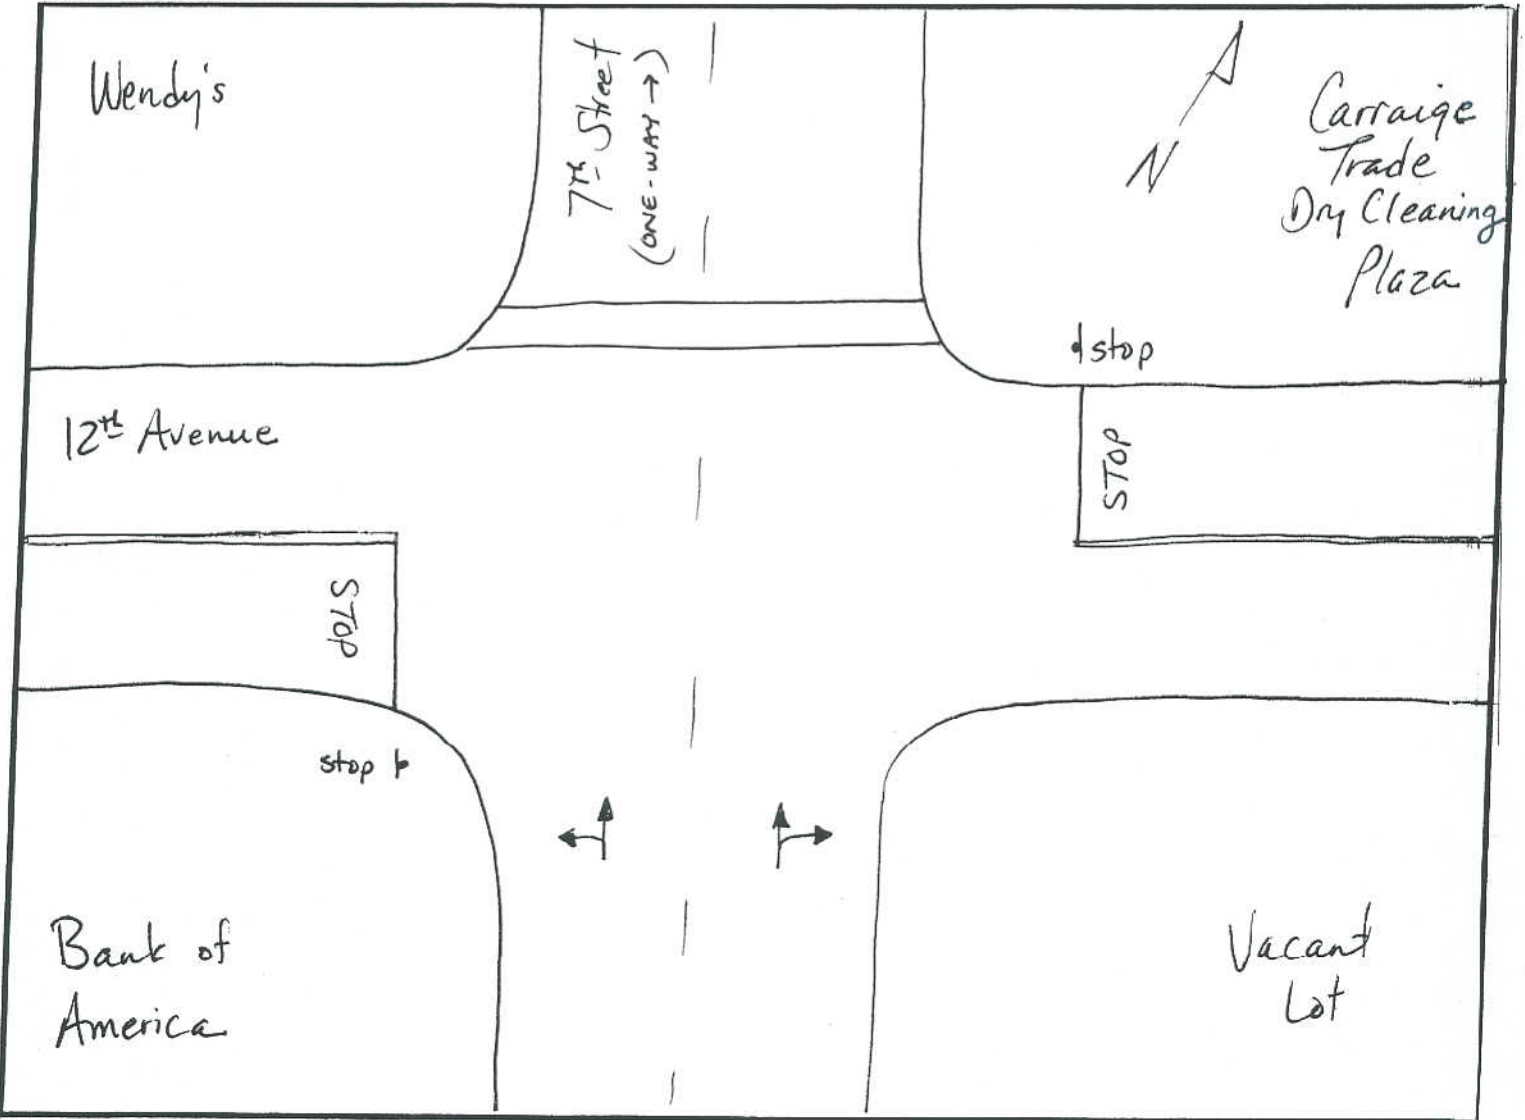 Wendy's
7th Street
(ONE-WAY →)
N
Carraige
Trade
Dry Cleaning
Plaza
stop
12th Avenue
STOP
STOP
stop
Bank of
America
Vacant
Lot